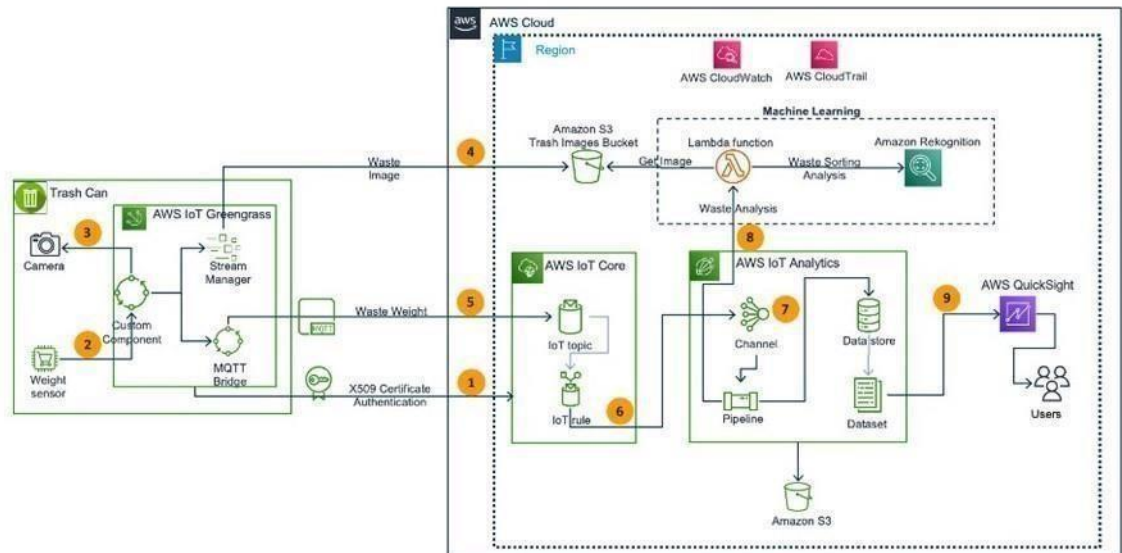 aws
AWS Cloud
Region
AWS CloudWatch
AWS CloudTrail
Machine Learning
Amazon S3
Trash Images Bucket
Lambda function
Amazon Rekognition
4
Waste
Image
Get Image
Waste Sorting
Analysis
Waste Analysis
Trash Can
AWS IoT Greengrass
3
Camera
Stream
Manager
Custom
Component
2
Weight
sensor
MQTT
Bridge
MQTT
5
Waste Weight
1
X509 Certificate
Authentication
AWS IoT Core
IoT topic
IoT rule
6
8
AWS IoT Analytics
7
Channel
Pipeline
Data store
Dataset
9
AWS QuickSight
Users
Amazon S3